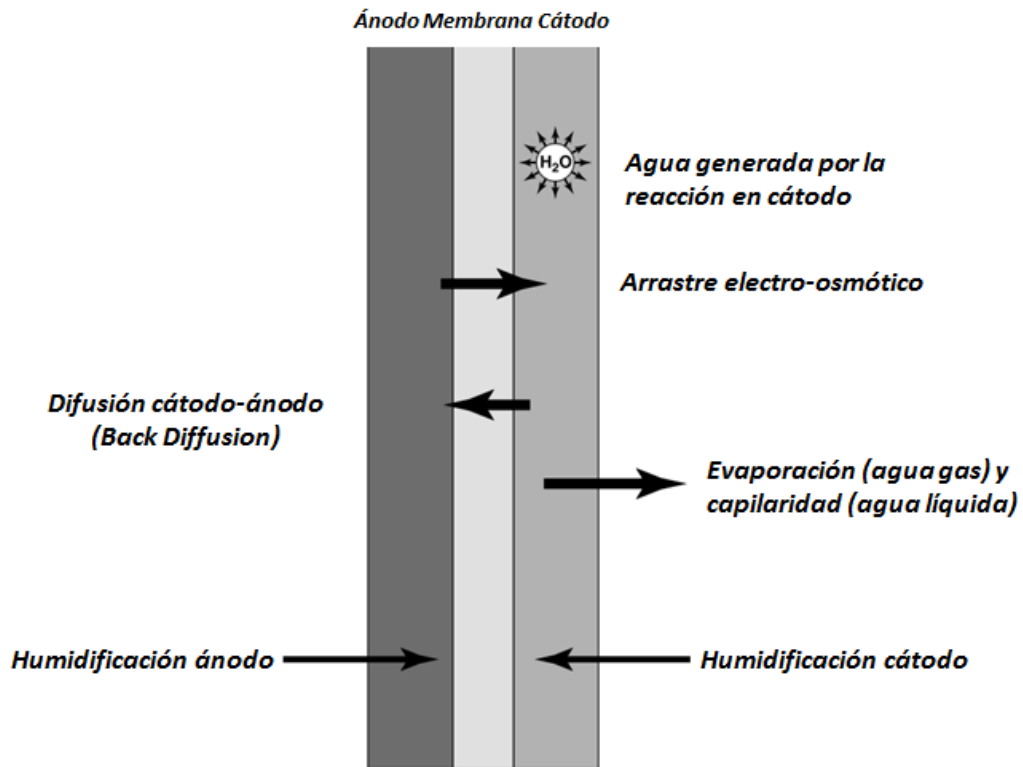 Ánodo Membrana Cátodo
H₂O
Agua generada por la
reacción en cátodo
Arrastre electro-osmótico
Difusión cátodo-ánodo
(Back Diffusion)
Evaporación (agua gas) y
capilaridad (agua líquida)
Humidificación ánodo
Humidificación cátodo